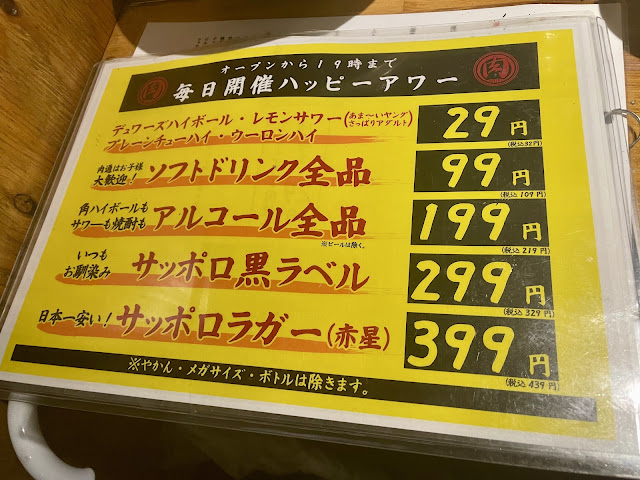 オープンから19時まで
肉 毎日開催ハッピーアワー 肉
デュワーズハイボール・レモンサワー(あま〜いヤング さっぱりアダルト)
プレーンチューハイ・ウーロンハイ
29円
(税込32円)
肉通はお子様
大歓迎!
ソフトドリンク全品
99円
(税込109円)
角ハイボールも
サワーも焼酎も
アルコール全品
※ビールは除く。
199円
(税込219円)
いつも
お馴染み
サッポロ黒ラベル
299円
(税込329円)
日本一安い!
サッポロラガー(赤星)
399円
(税込439円)
※やかん・メガサイズ・ボトルは除きます。